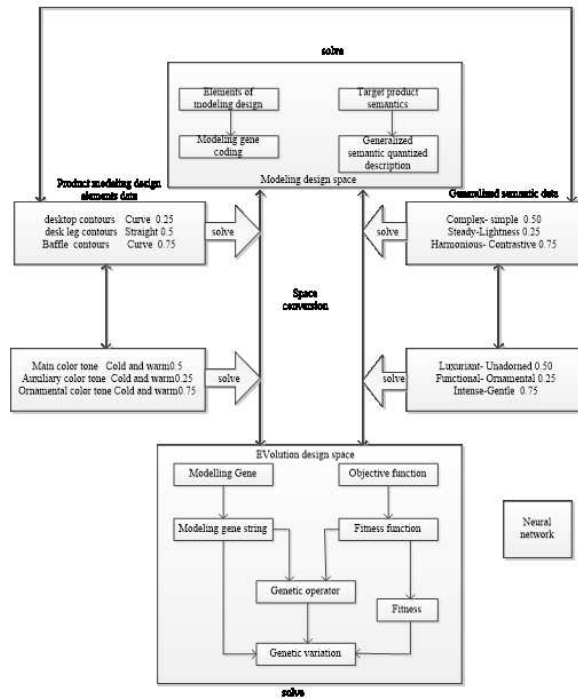 solve
Elements of
modeling design
Target product
semantics
Modeling gene
coding
Generalized
semantic quantized
description
Modeling design space
Product modeling design
elements data
Generalised semantic data
desktop contours Curve 0.25
desk leg contours Straight 0.5
Baffle contours Curve 0.75
solve
solve
Complex- simple 0.50
Steady-Lightness 0.25
Harmonious- Contrastive 0.75
Space
conversion
Main color tone Cold and warm0.5
Auxiliary color tone Cold and warm0.25
Ornamental color tone Cold and warm0.75
solve
solve
Luxuriant- Unadorned 0.50
Functional- Ornamental 0.25
Intense-Gentle 0.75
EVolution design space
Modelling Gene
Objective function
Modeling gene string
Fitness function
Neural
network
Genetic operator
Fitness
Genetic variation
solve